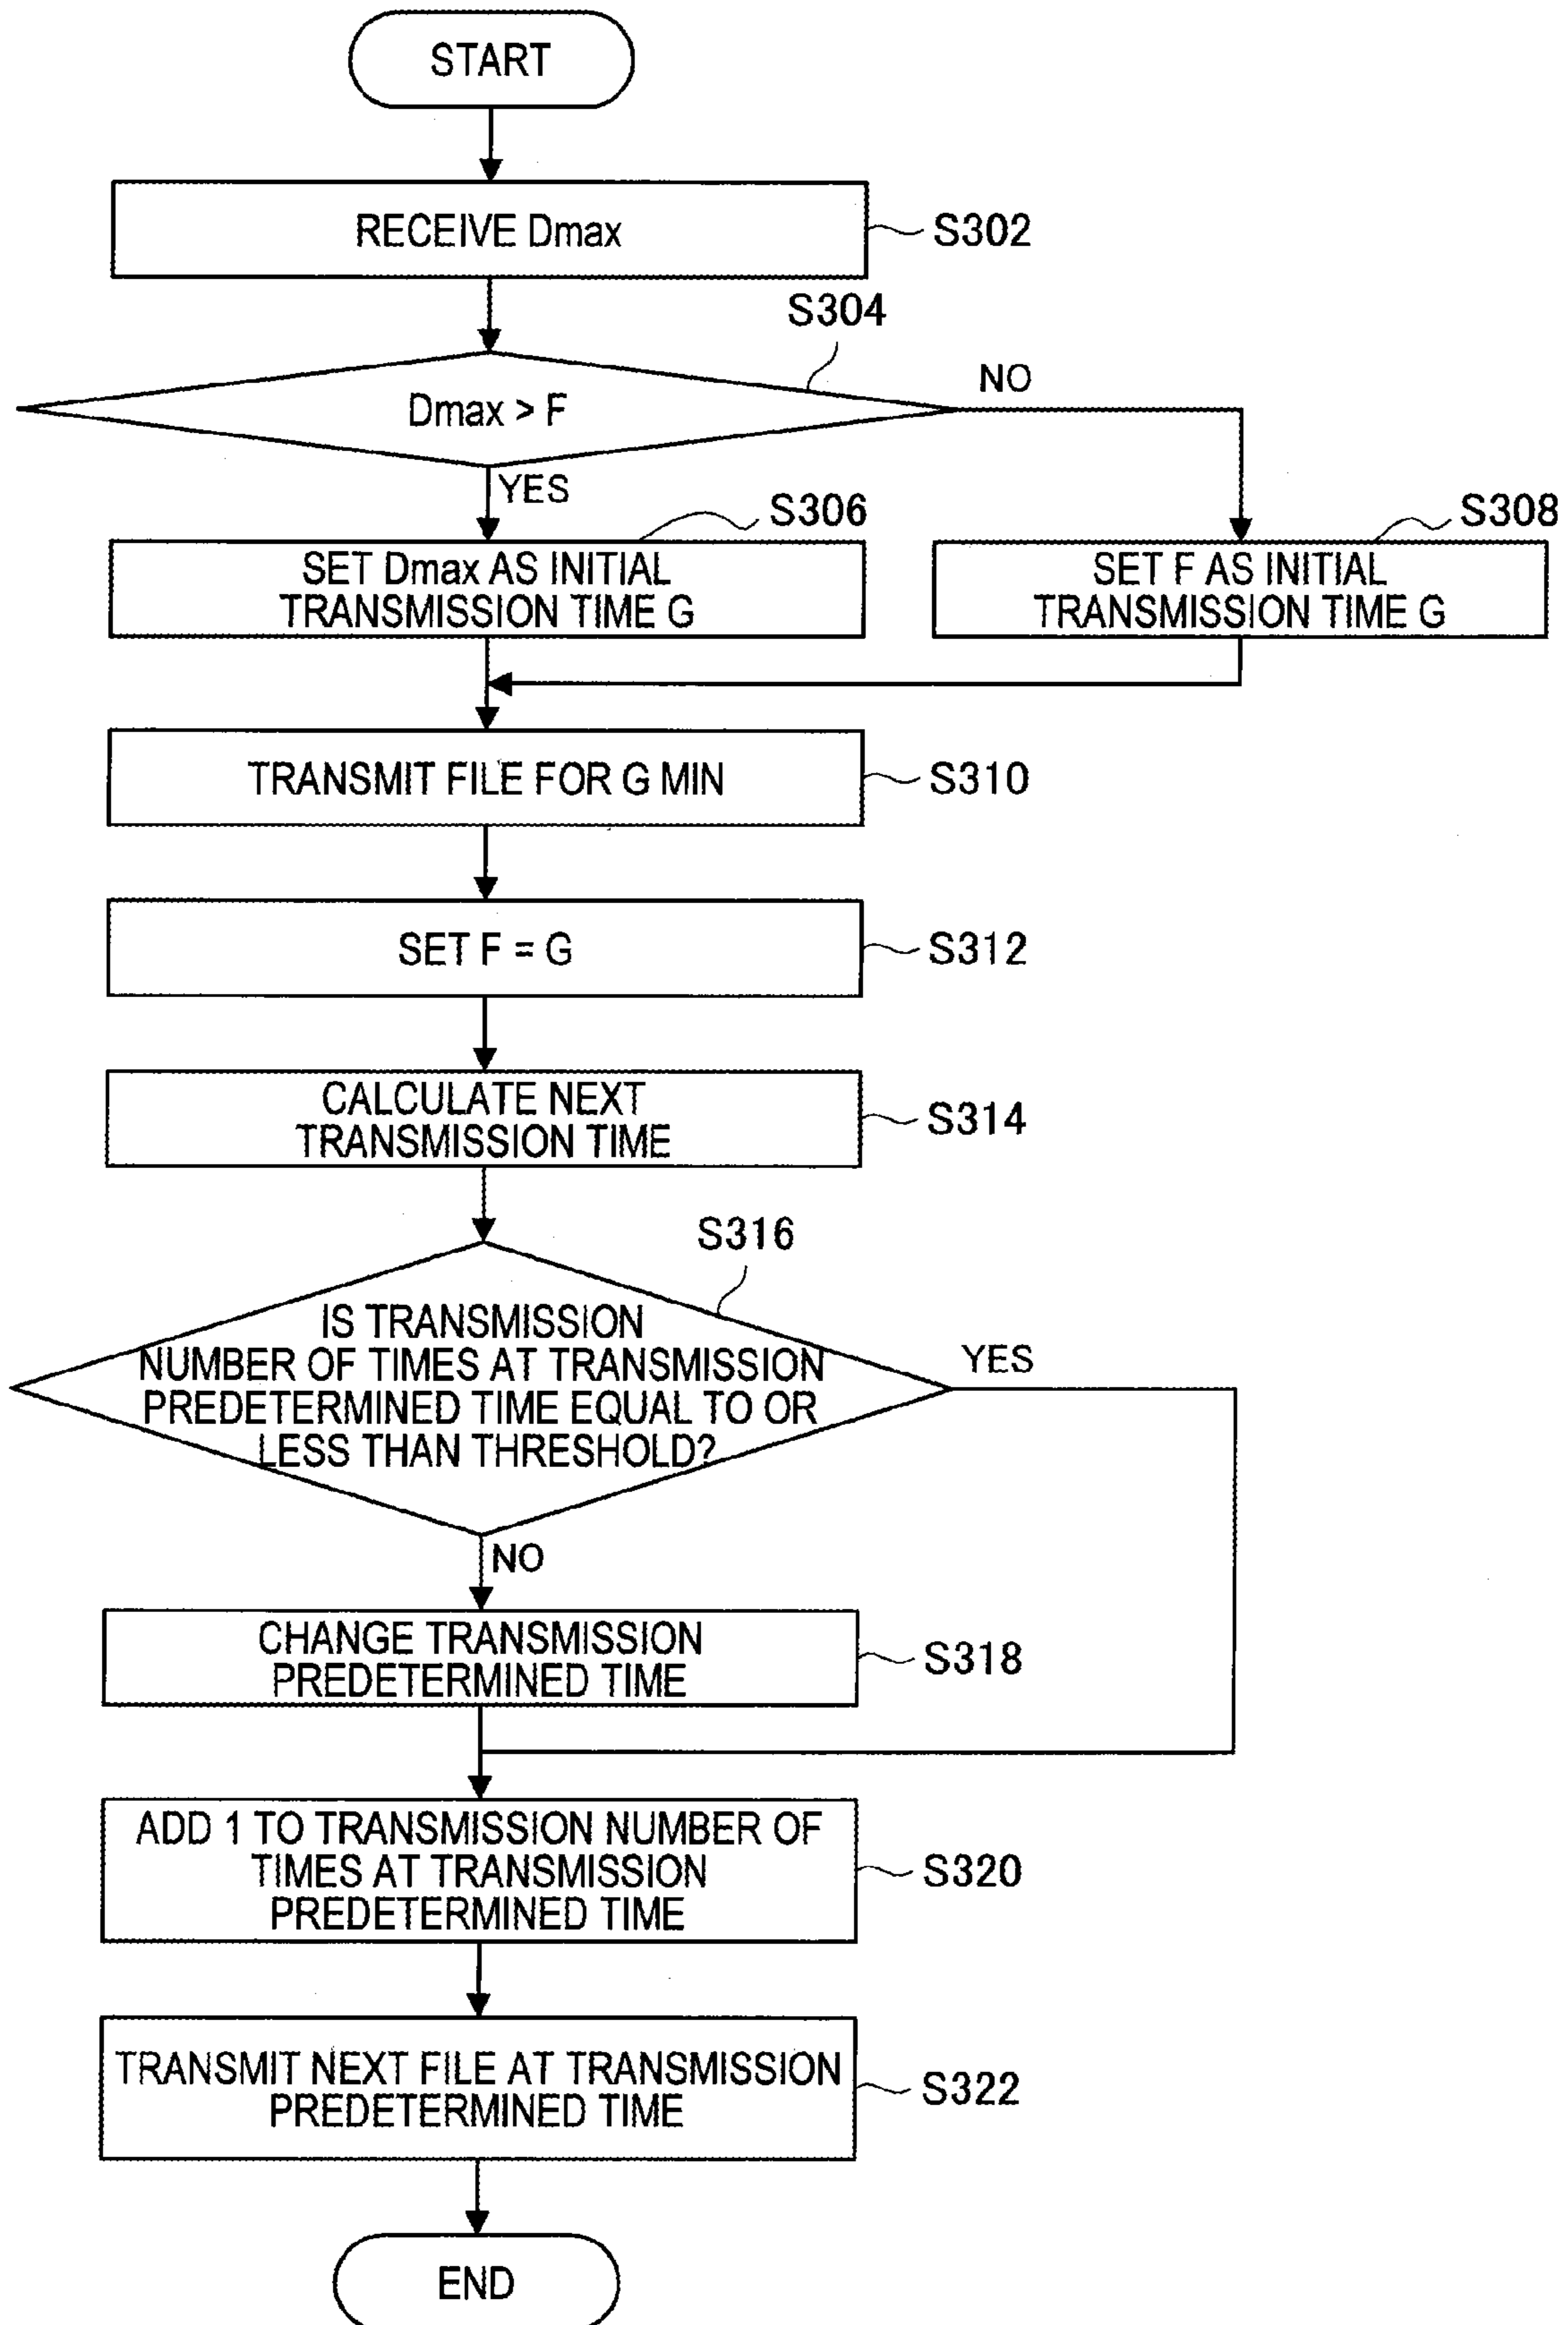 START
RECEIVE Dmax
S302
S304
Dmax > F
NO
YES
S306
S308
SET Dmax AS INITIAL
TRANSMISSION TIME G
SET F AS INITIAL
TRANSMISSION TIME G
TRANSMIT FILE FOR G MIN
S310
SET F = G
S312
CALCULATE NEXT
TRANSMISSION TIME
S314
S316
IS TRANSMISSION
NUMBER OF TIMES AT TRANSMISSION
PREDETERMINED TIME EQUAL TO OR
LESS THAN THRESHOLD?
YES
NO
CHANGE TRANSMISSION
PREDETERMINED TIME
S318
ADD 1 TO TRANSMISSION NUMBER OF
TIMES AT TRANSMISSION
PREDETERMINED TIME
S320
TRANSMIT NEXT FILE AT TRANSMISSION
PREDETERMINED TIME
S322
END